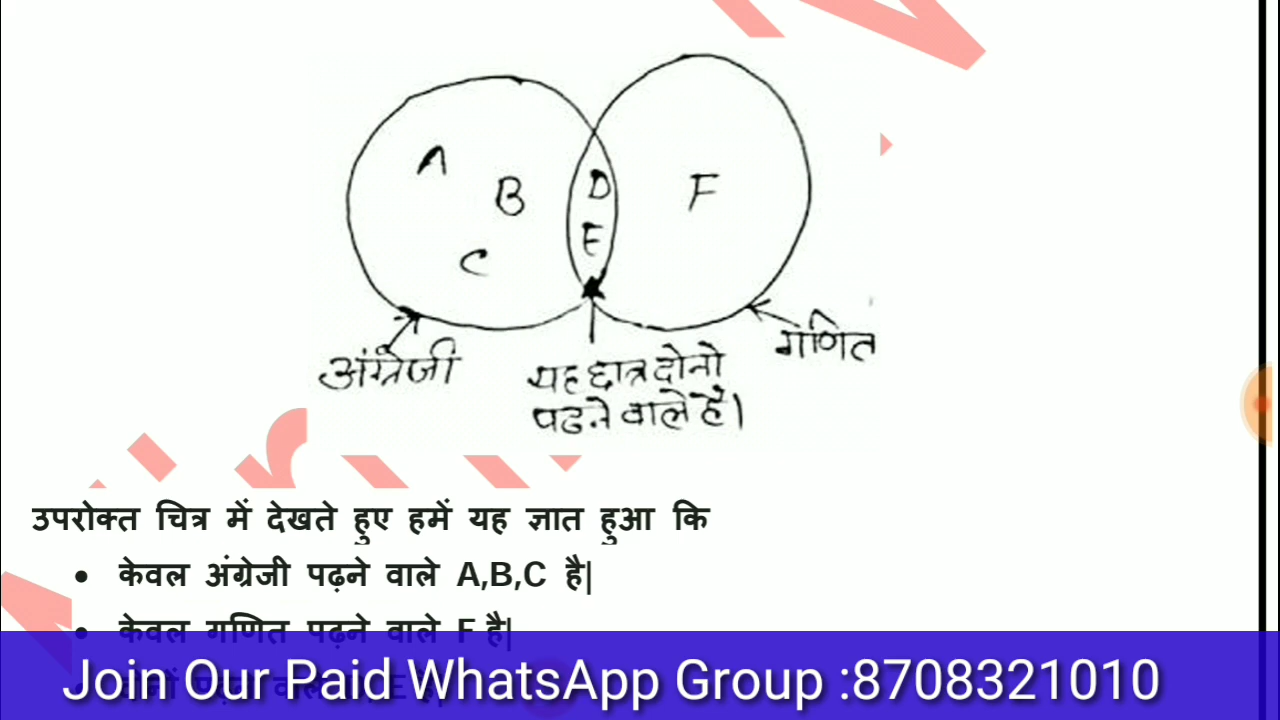 A
B
C
D
E
F
अंग्रेजी
यह छात्र दोनो
पढने वाले है।
गणित
उपरोक्त चित्र में देखते हुए हमें यह ज्ञात हुआ कि
• केवल अंग्रेजी पढ़ने वाले A,B,C है|
• केवल गणित पढ़ने वाले F है|
Join Our Paid WhatsApp Group :8708321010